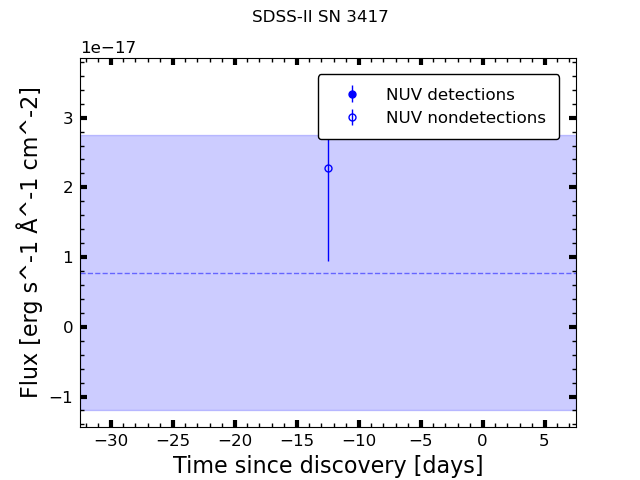 SDSS-II SN 3417
1e−17
NUV detections
NUV nondetections
3
2
1
0
−1
Flux [erg s^-1 Å^-1 cm^-2]
−30 −25 −20 −15 −10 −5 0 5
Time since discovery [days]